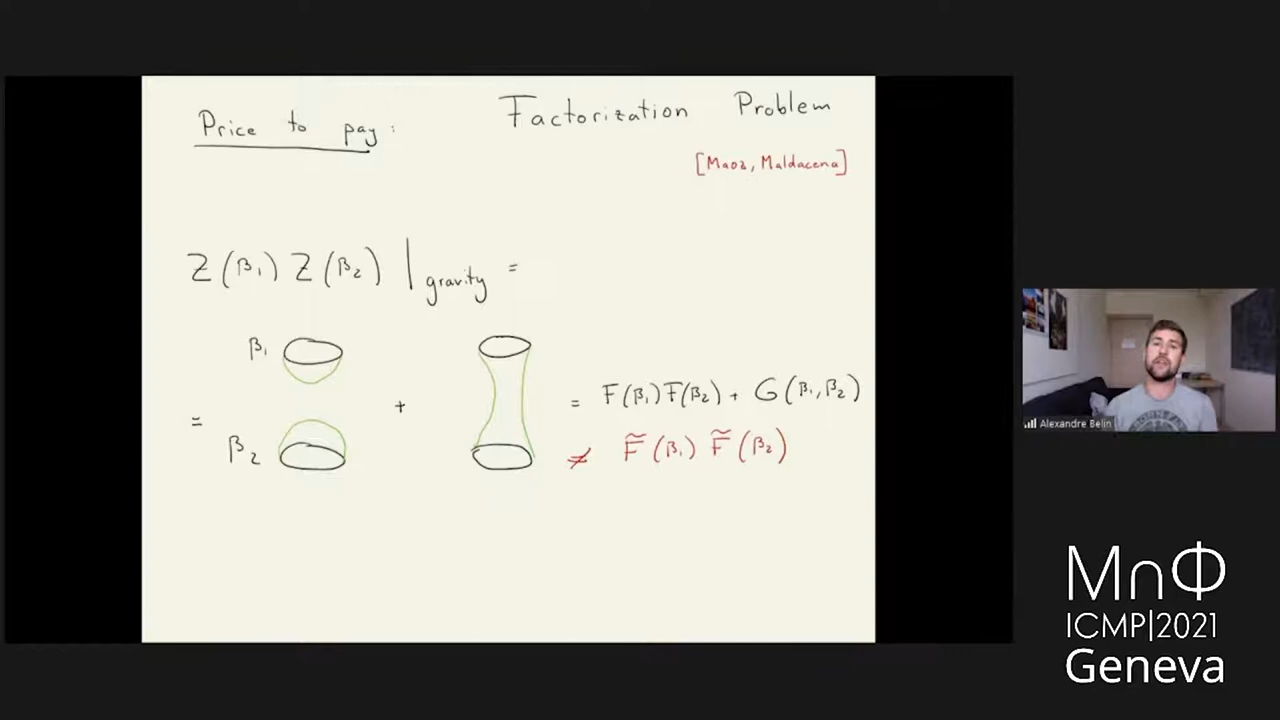 Price to pay:
Factorization Problem
[Maoz, Maldacena]
Z(β₁) Z(β₂) | gravity =
β₁
= + = F(β₁)F(β₂) + G(β₁,β₂)
β₂
≠ F̃(β₁) F̃(β₂)
Alexandre Belin
M∩Φ
ICMP|2021
Geneva